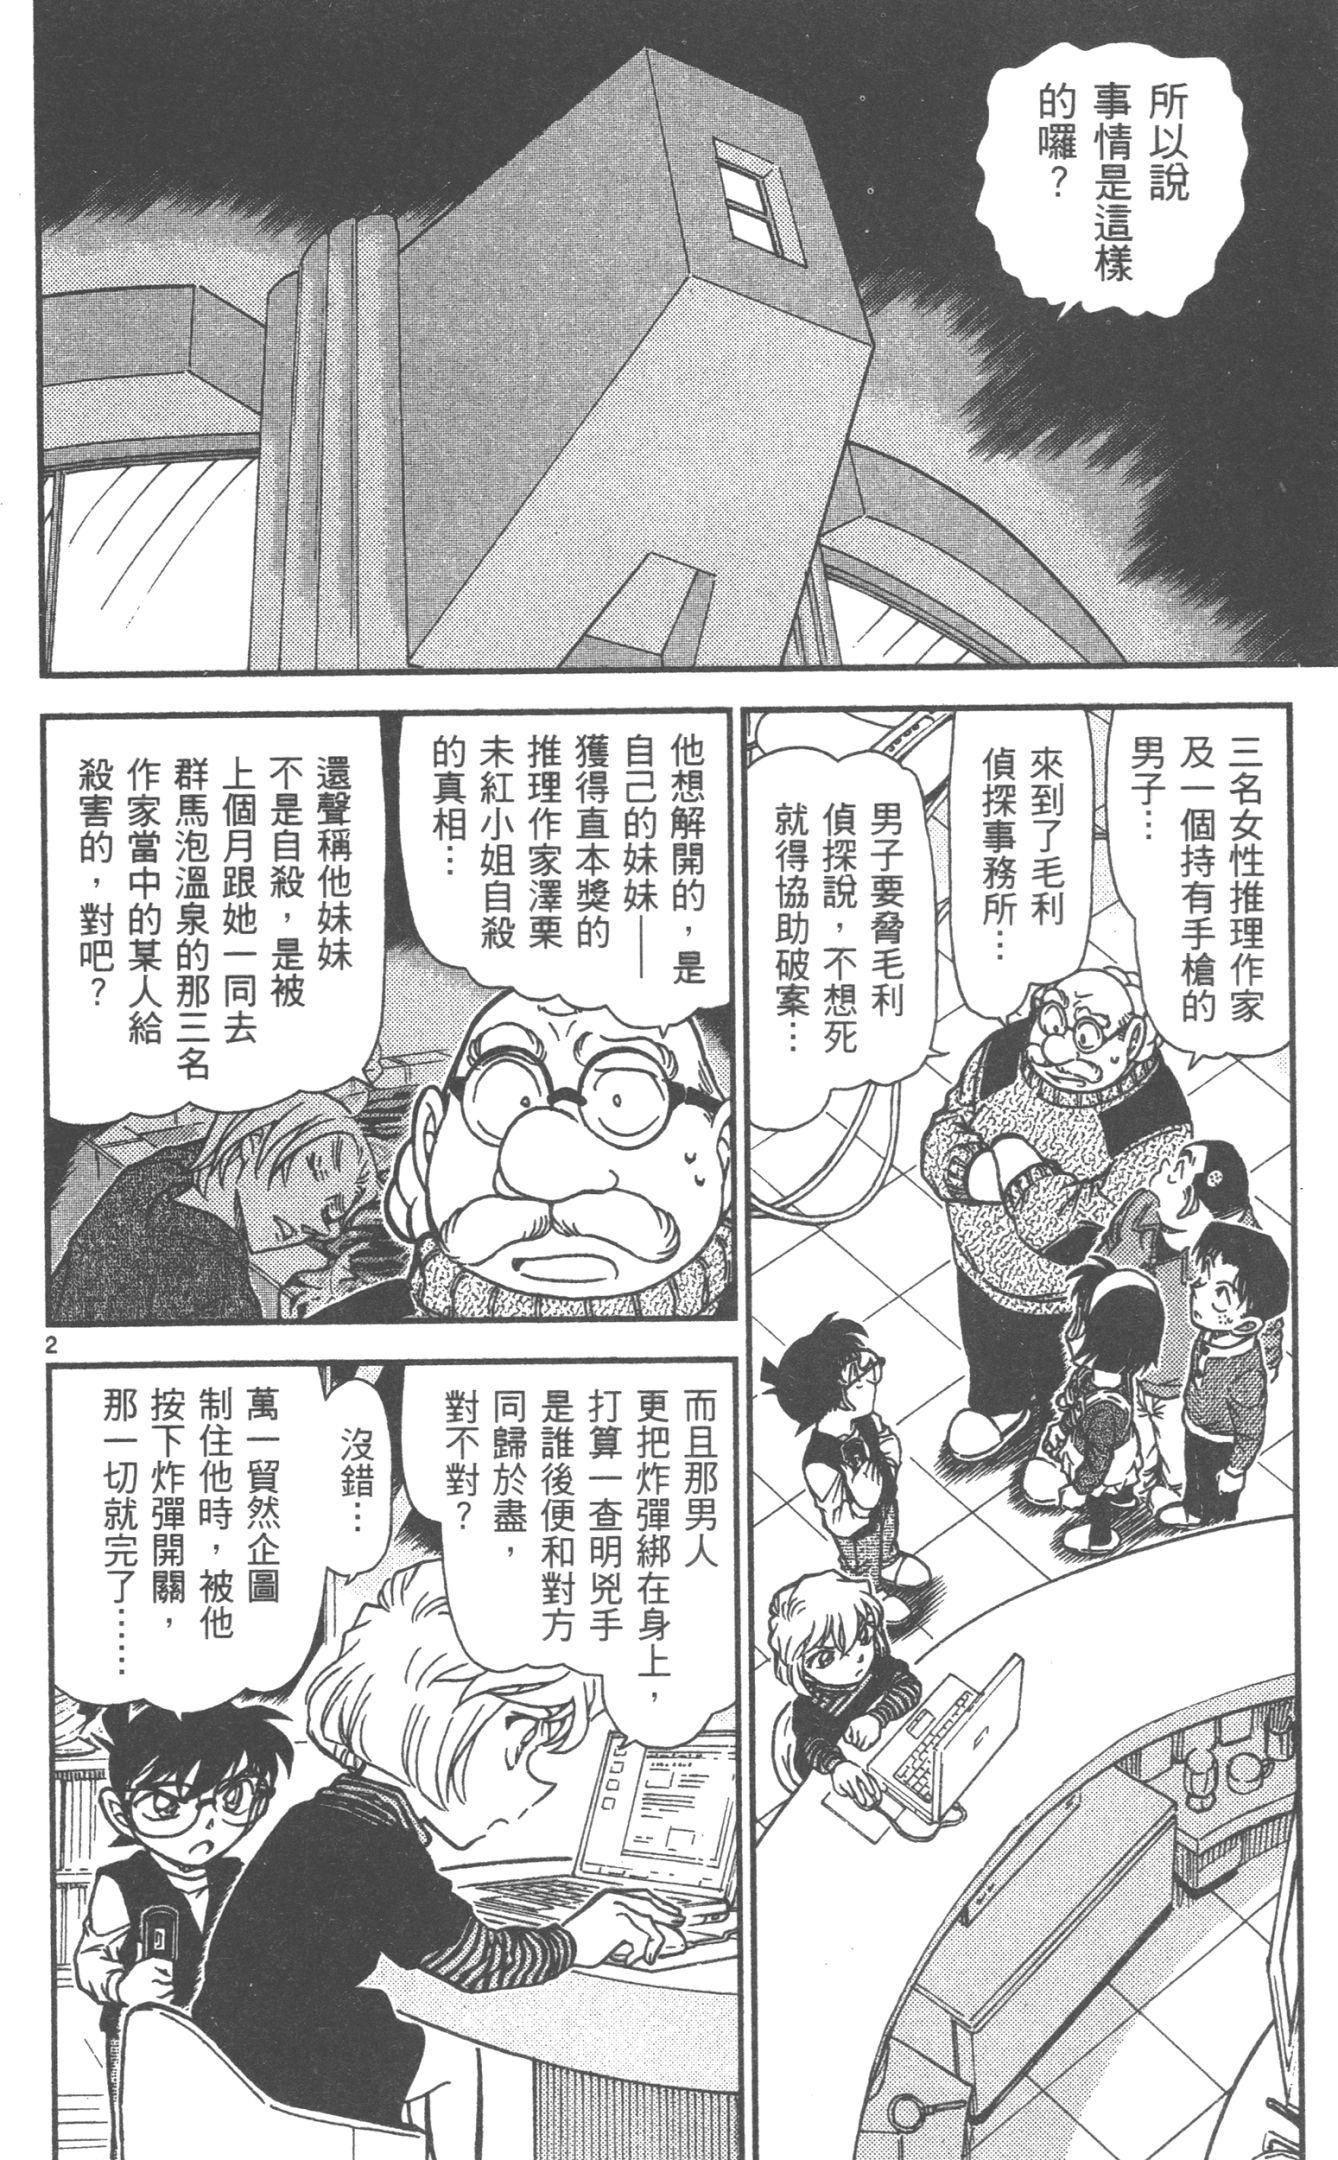 所以說
事情是這樣
的囉？
三名女性推理作家
及一個持有手槍的
男子…
來到了毛利
偵探事務所…
男子要脅毛利
偵探說，不想死
就得協助破案…
他想解開的，是
自己的妹妹——
獲得直本獎的
推理作家澤栗
未紅小姐自殺
的真相…
還聲稱他妹妹
不是自殺，是被
上個月跟她一同去
群馬泡溫泉的那三名
作家當中的某人給
殺害的，對吧？
2
而且那男人
更把炸彈綁在身上，
打算一查明兇手
是誰後便和對方
同歸於盡，
對不對？
沒錯…
萬一貿然企圖
制住他時，被他
按下炸彈開關，
那一切就完了……